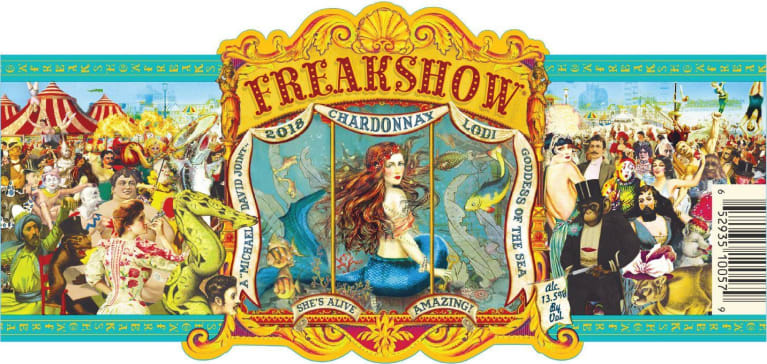 FREAKSHOW
2018 CHARDONNAY LODI
A "MICHAEL DAVID JOINT"
GODDESS OF THE SEA
SHE'S ALIVE AMAZING!
alc.
13.5%
By
Vol.
6 52935 10057 9